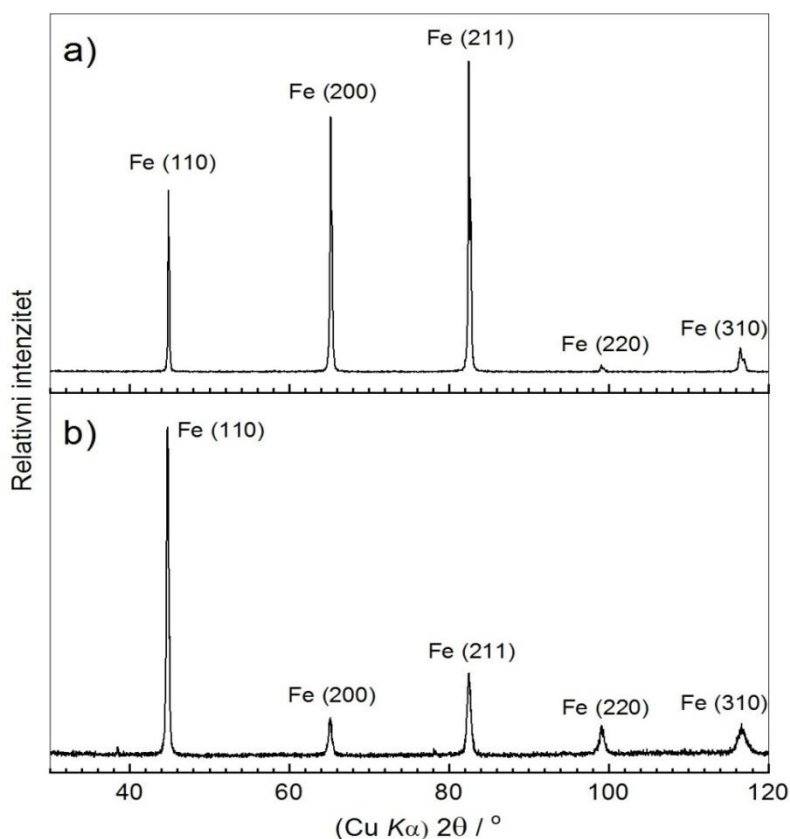 a)
Fe (110)
Fe (200)
Fe (211)
Fe (220)
Fe (310)
b)
Fe (110)
Fe (200)
Fe (211)
Fe (220)
Fe (310)
Relativni intenzitet
40 60 80 100 120
(Cu Kα) 2θ / °